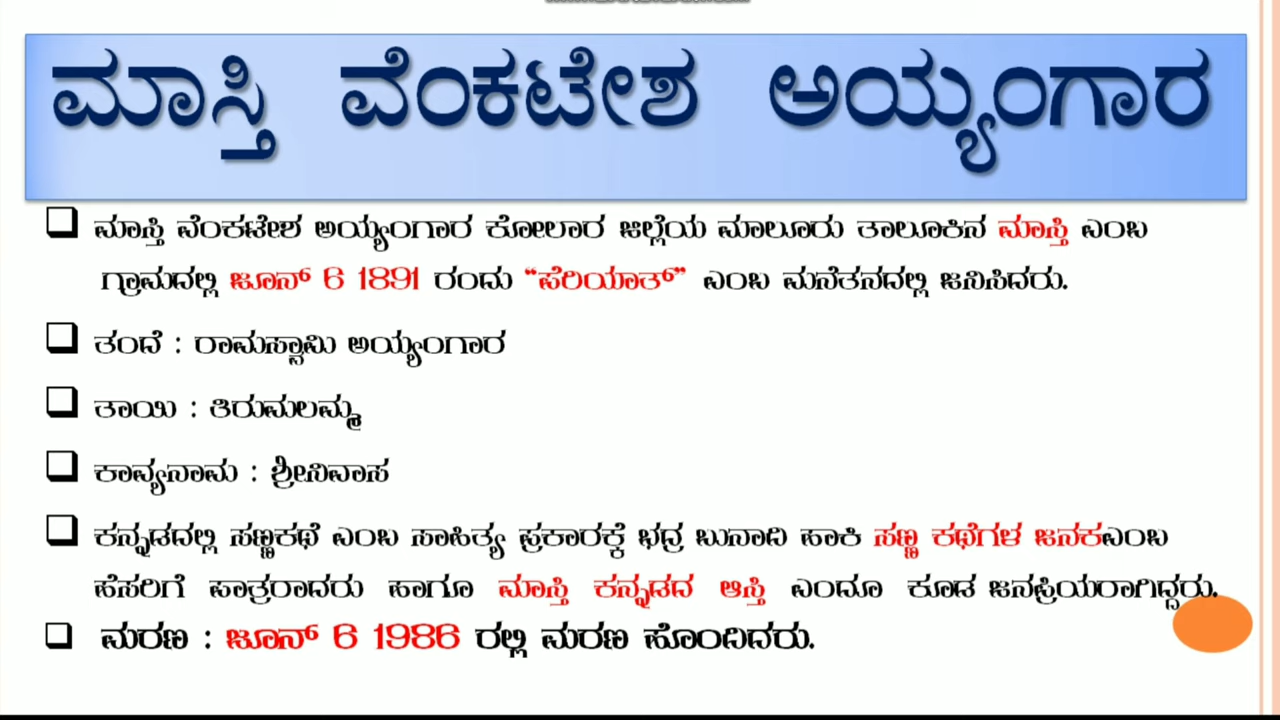 ಮಾಸ್ತಿ ವೆಂಕಟೇಶ ಅಯ್ಯಂಗಾರ
ಮಾಸ್ತಿ ವೆಂಕಟೇಶ ಅಯ್ಯಂಗಾರ ಕೋಲಾರ ಜಿಲ್ಲೆಯ ಮಾಲೂರು ತಾಲೂಕಿನ ಮಾಸ್ತಿ ಎಂಬ
ಗ್ರಾಮದಲ್ಲಿ ಜೂನ್ 6 1891 ರಂದು “ಪೆರಿಯಾತ್” ಎಂಬ ಮನೆತನದಲ್ಲಿ ಜನಿಸಿದರು.
ತಂದೆ : ರಾಮಸ್ವಾಮಿ ಅಯ್ಯಂಗಾರ
ತಾಯಿ : ತಿರುಮಲಮ್ಮ
ಕಾವ್ಯನಾಮ : ಶ್ರೀನಿವಾಸ
ಕನ್ನಡದಲ್ಲಿ ಸಣ್ಣಕಥೆ ಎಂಬ ಸಾಹಿತ್ಯ ಪ್ರಕಾರಕ್ಕೆ ಭದ್ರ ಬುನಾದಿ ಹಾಕಿ ಸಣ್ಣ ಕಥೆಗಳ ಜನಕಎಂಬ
ಹೆಸರಿಗೆ ಪಾತ್ರರಾದರು ಹಾಗೂ ಮಾಸ್ತಿ ಕನ್ನಡದ ಆಸ್ತಿ ಎಂದೂ ಕೂಡ ಜನಪ್ರಿಯರಾಗಿದ್ದರು.
ಮರಣ : ಜೂನ್ 6 1986 ರಲ್ಲಿ ಮರಣ ಹೊಂದಿದರು.